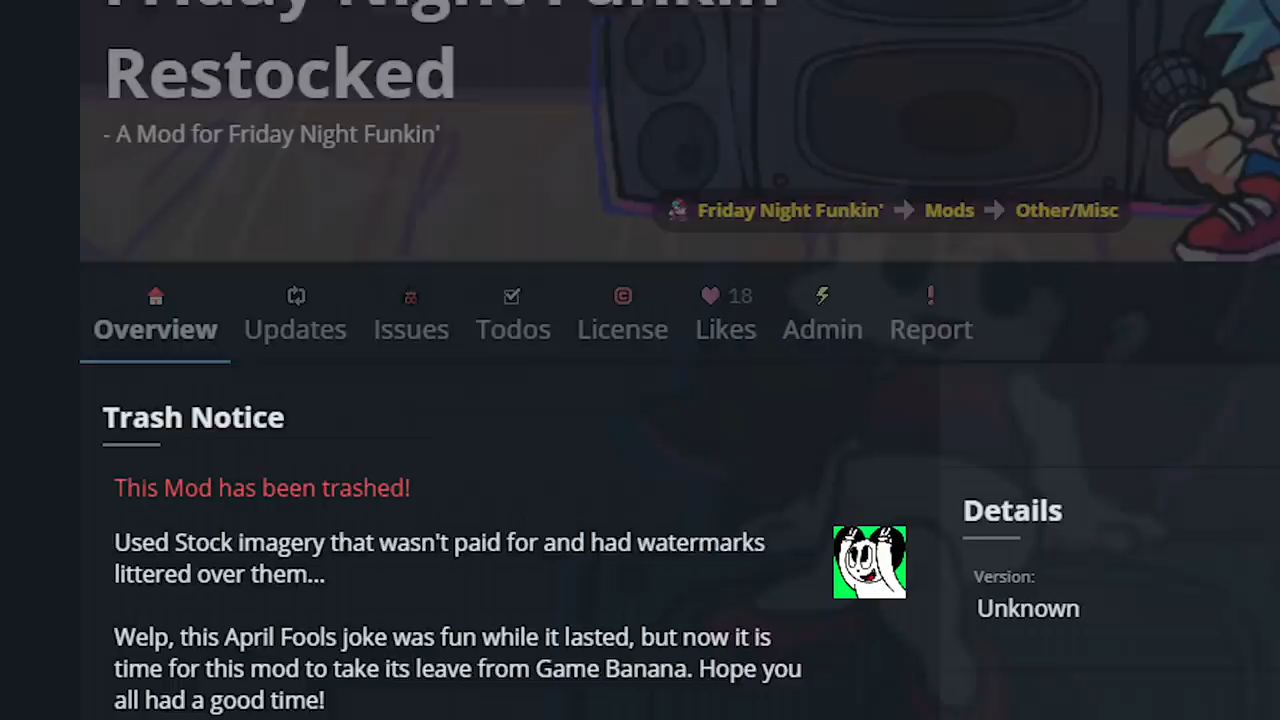 Friday Night Funkin'
Restocked
- A Mod for Friday Night Funkin'
Friday Night Funkin' Mods Other/Misc
18
Overview Updates Issues Todos License Likes Admin Report
Trash Notice
This Mod has been trashed!
Used Stock imagery that wasn't paid for and had watermarks
littered over them...
Welp, this April Fools joke was fun while it lasted, but now it is
time for this mod to take its leave from Game Banana. Hope you
all had a good time!
Details
Version:
Unknown